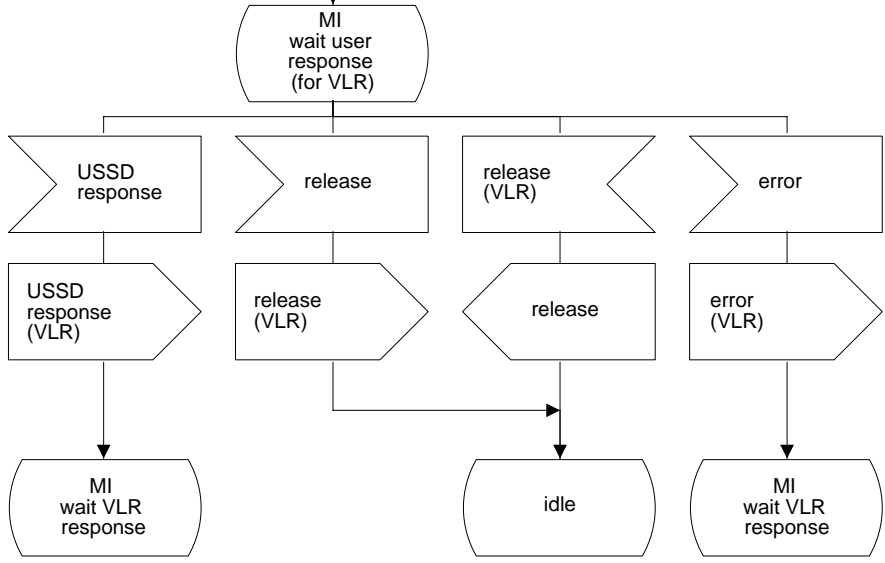 MI
wait user
response
(for VLR)
USSD
response
release
release
(VLR)
error
USSD
response
(VLR)
release
(VLR)
release
error
(VLR)
MI
wait VLR
response
idle
MI
wait VLR
response